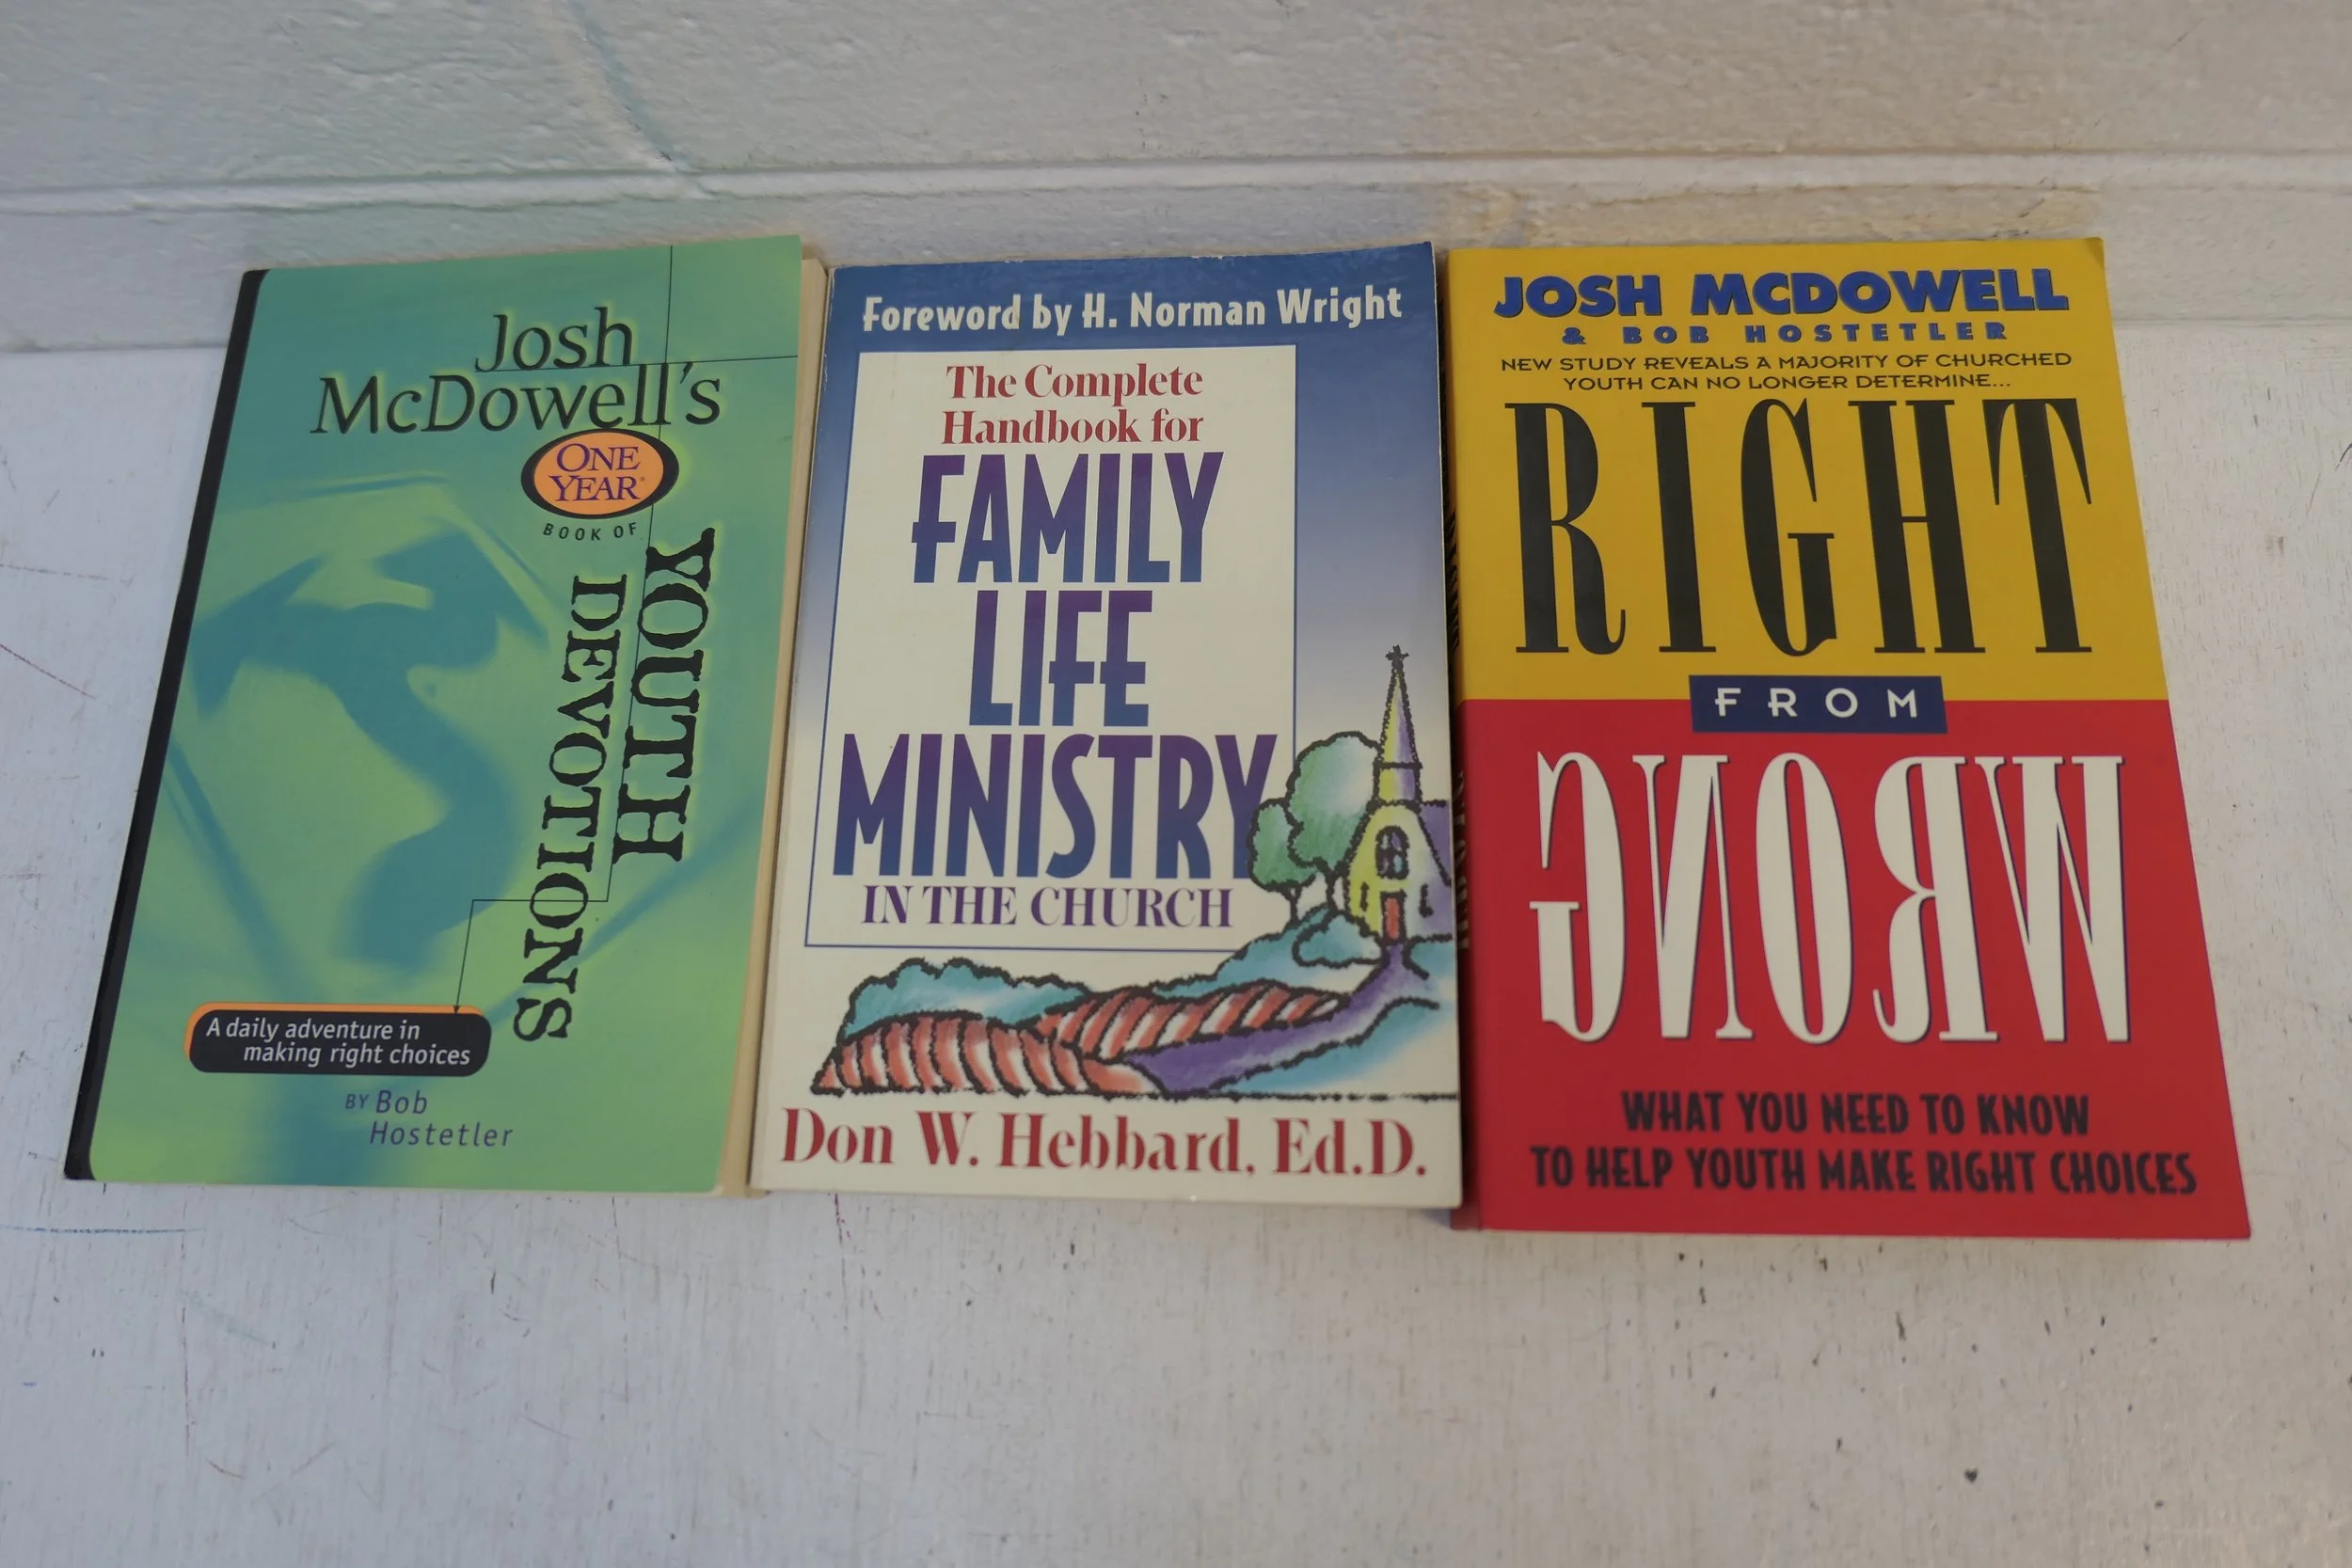 Josh
McDowell's
ONE
YEAR®
BOOK OF
YOUTH
DEVOTIONS
A daily adventure in
making right choices
BY Bob
Hostetler
Foreword by H. Norman Wright
The Complete
Handbook for
FAMILY
LIFE
MINISTRY
IN THE CHURCH
Don W. Hebbard, Ed.D.
JOSH MCDOWELL
& BOB HOSTETLER
NEW STUDY REVEALS A MAJORITY OF CHURCHED
YOUTH CAN NO LONGER DETERMINE...
RIGHT
FROM
WRONG
WHAT YOU NEED TO KNOW
TO HELP YOUTH MAKE RIGHT CHOICES